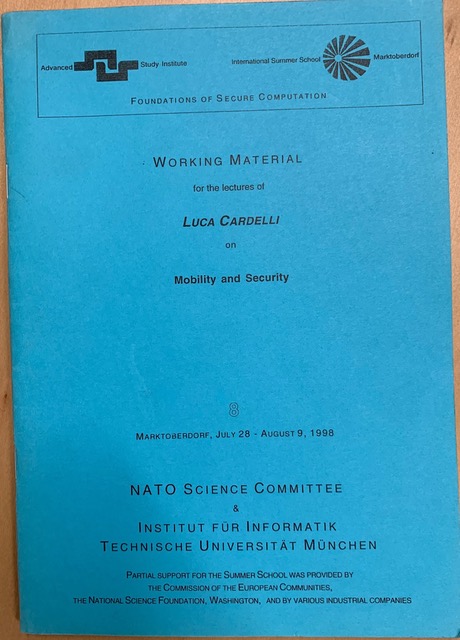 Advanced Study Institute International Summer School Marktoberdorf
FOUNDATIONS OF SECURE COMPUTATION
WORKING MATERIAL
for the lectures of
LUCA CARDELLI
on
Mobility and Security
8
MARKTOBERDORF, JULY 28 - AUGUST 9, 1998
NATO SCIENCE COMMITTEE
&
INSTITUT FÜR INFORMATIK
TECHNISCHE UNIVERSITÄT MÜNCHEN
PARTIAL SUPPORT FOR THE SUMMER SCHOOL WAS PROVIDED BY
THE COMMISSION OF THE EUROPEAN COMMUNITIES,
THE NATIONAL SCIENCE FOUNDATION, WASHINGTON, AND BY VARIOUS INDUSTRIAL COMPANIES